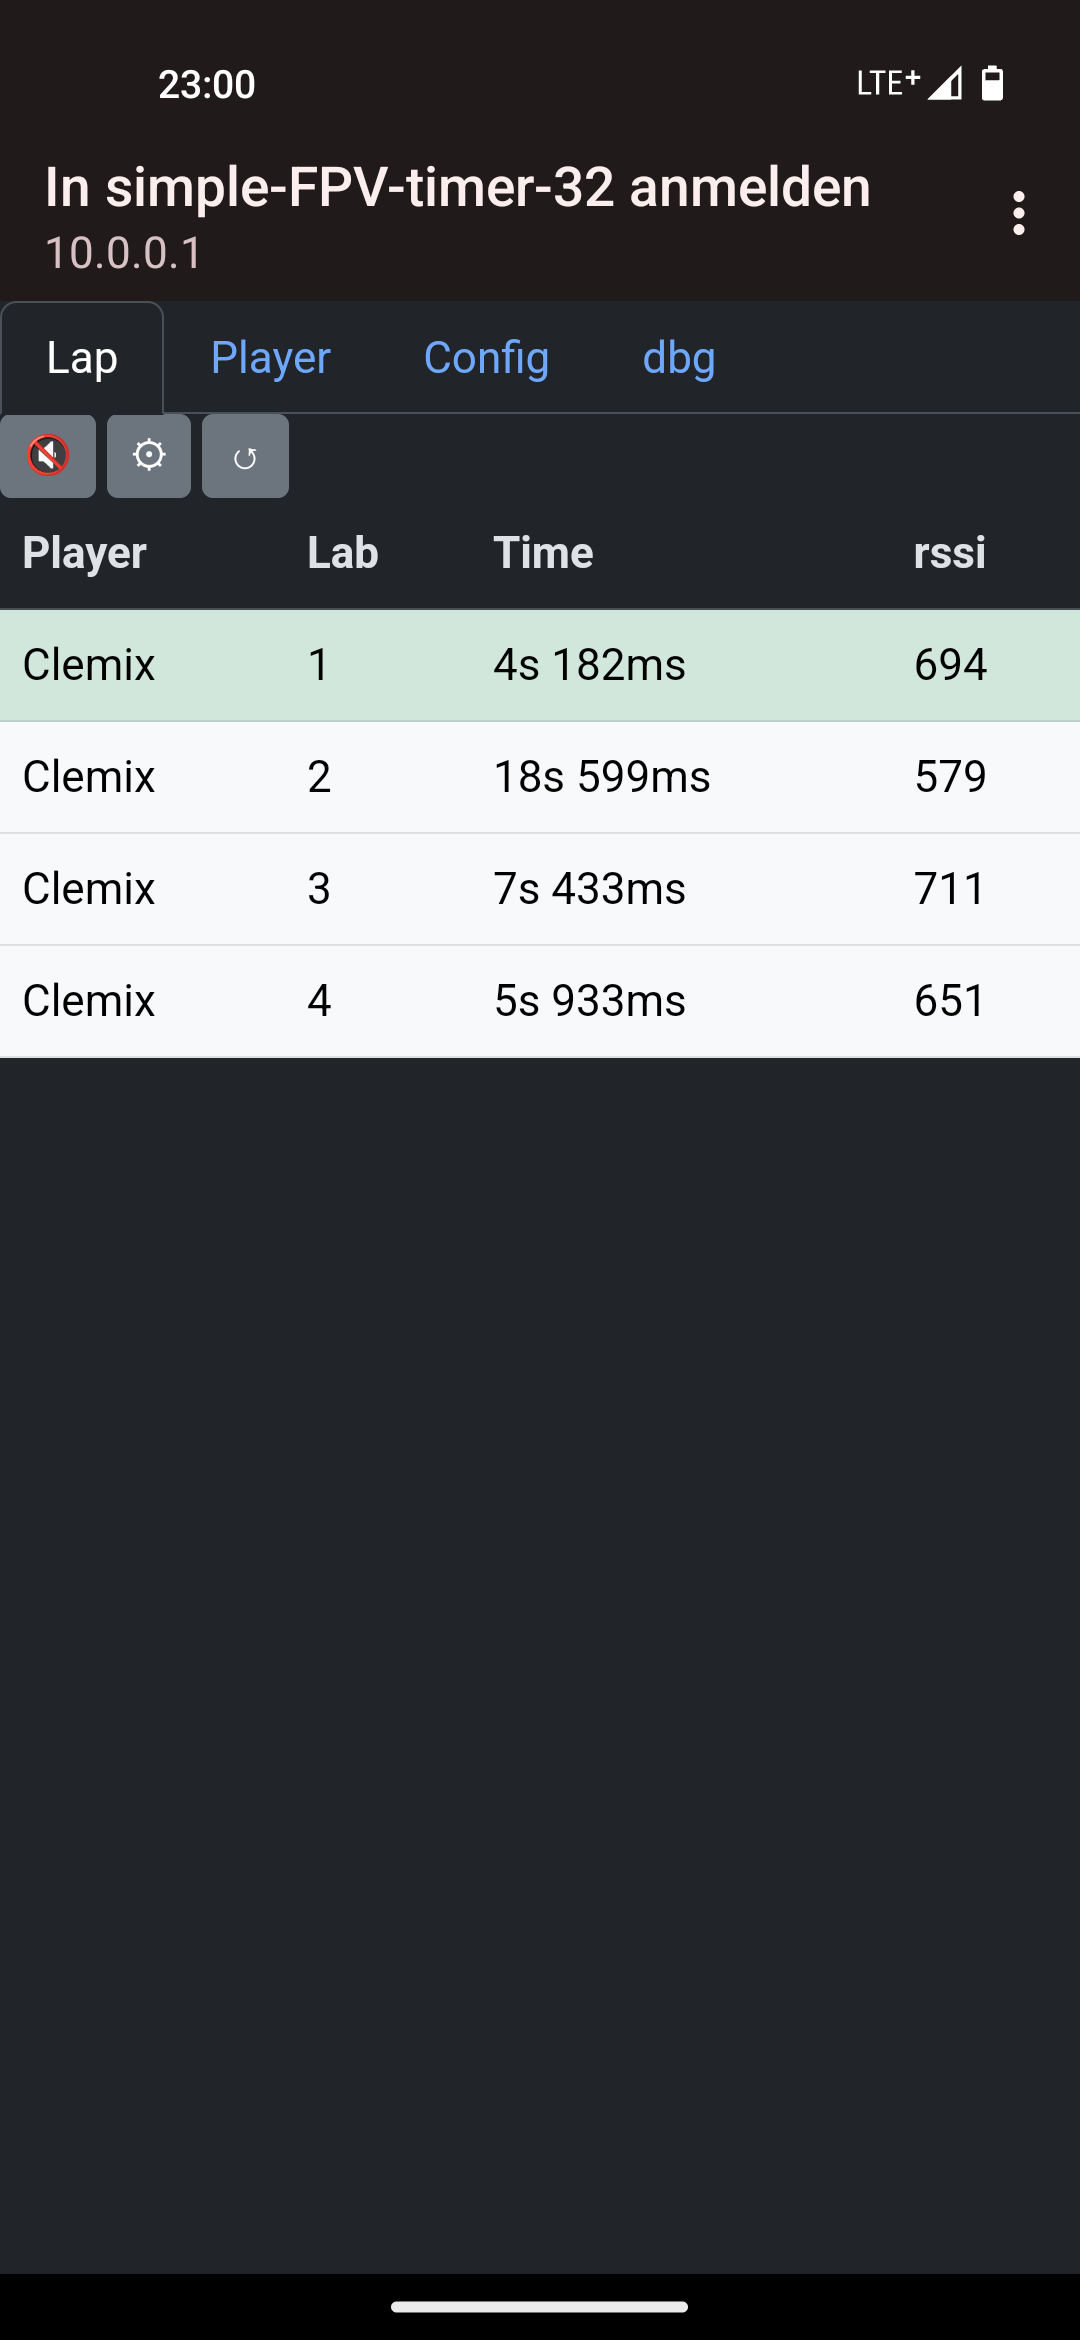 23:00 LTE+
In simple-FPV-timer-32 anmelden
10.0.0.1
Lap Player Config dbg
Player Lab Time rssi
Clemix 1 4s 182ms 694
Clemix 2 18s 599ms 579
Clemix 3 7s 433ms 711
Clemix 4 5s 933ms 651